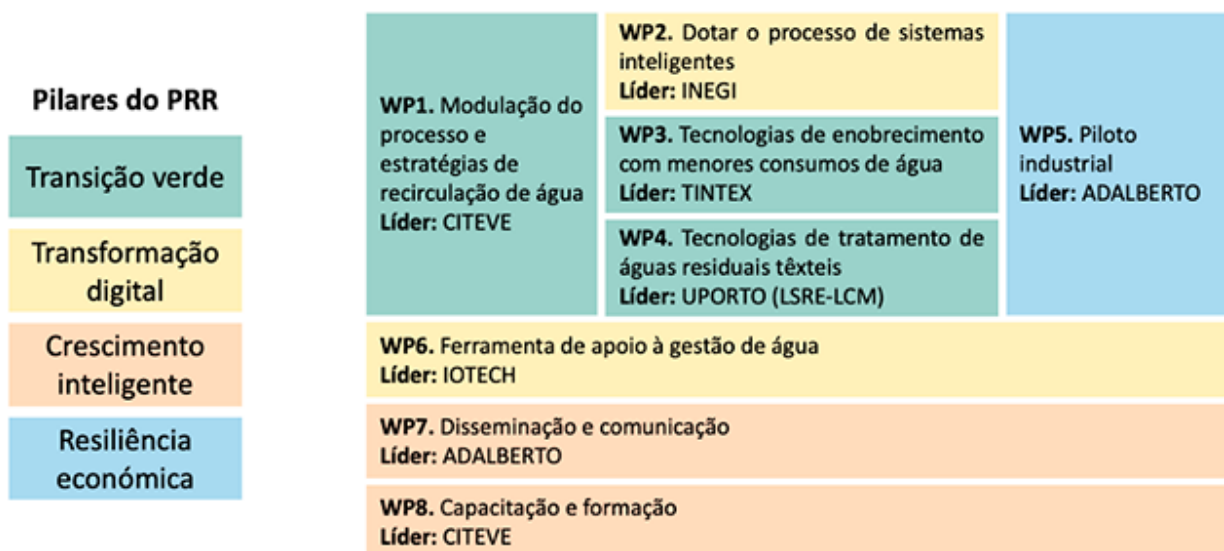 Pilares do PRR
Transição verde
Transformação
digital
Crescimento
inteligente
Resiliência
económica
WP1. Modulação do
processo e
estratégias de
recirculação de água
Líder: CITEVE
WP2. Dotar o processo de sistemas
inteligentes
Líder: INEGI
WP3. Tecnologias de enobrecimento
com menores consumos de água
Líder: TINTEX
WP4. Tecnologias de tratamento de
águas residuais têxteis
Líder: UPORTO (LSRE-LCM)
WP5. Piloto
industrial
Líder: ADALBERTO
WP6. Ferramenta de apoio à gestão de água
Líder: IOTECH
WP7. Disseminação e comunicação
Líder: ADALBERTO
WP8. Capacitação e formação
Líder: CITEVE